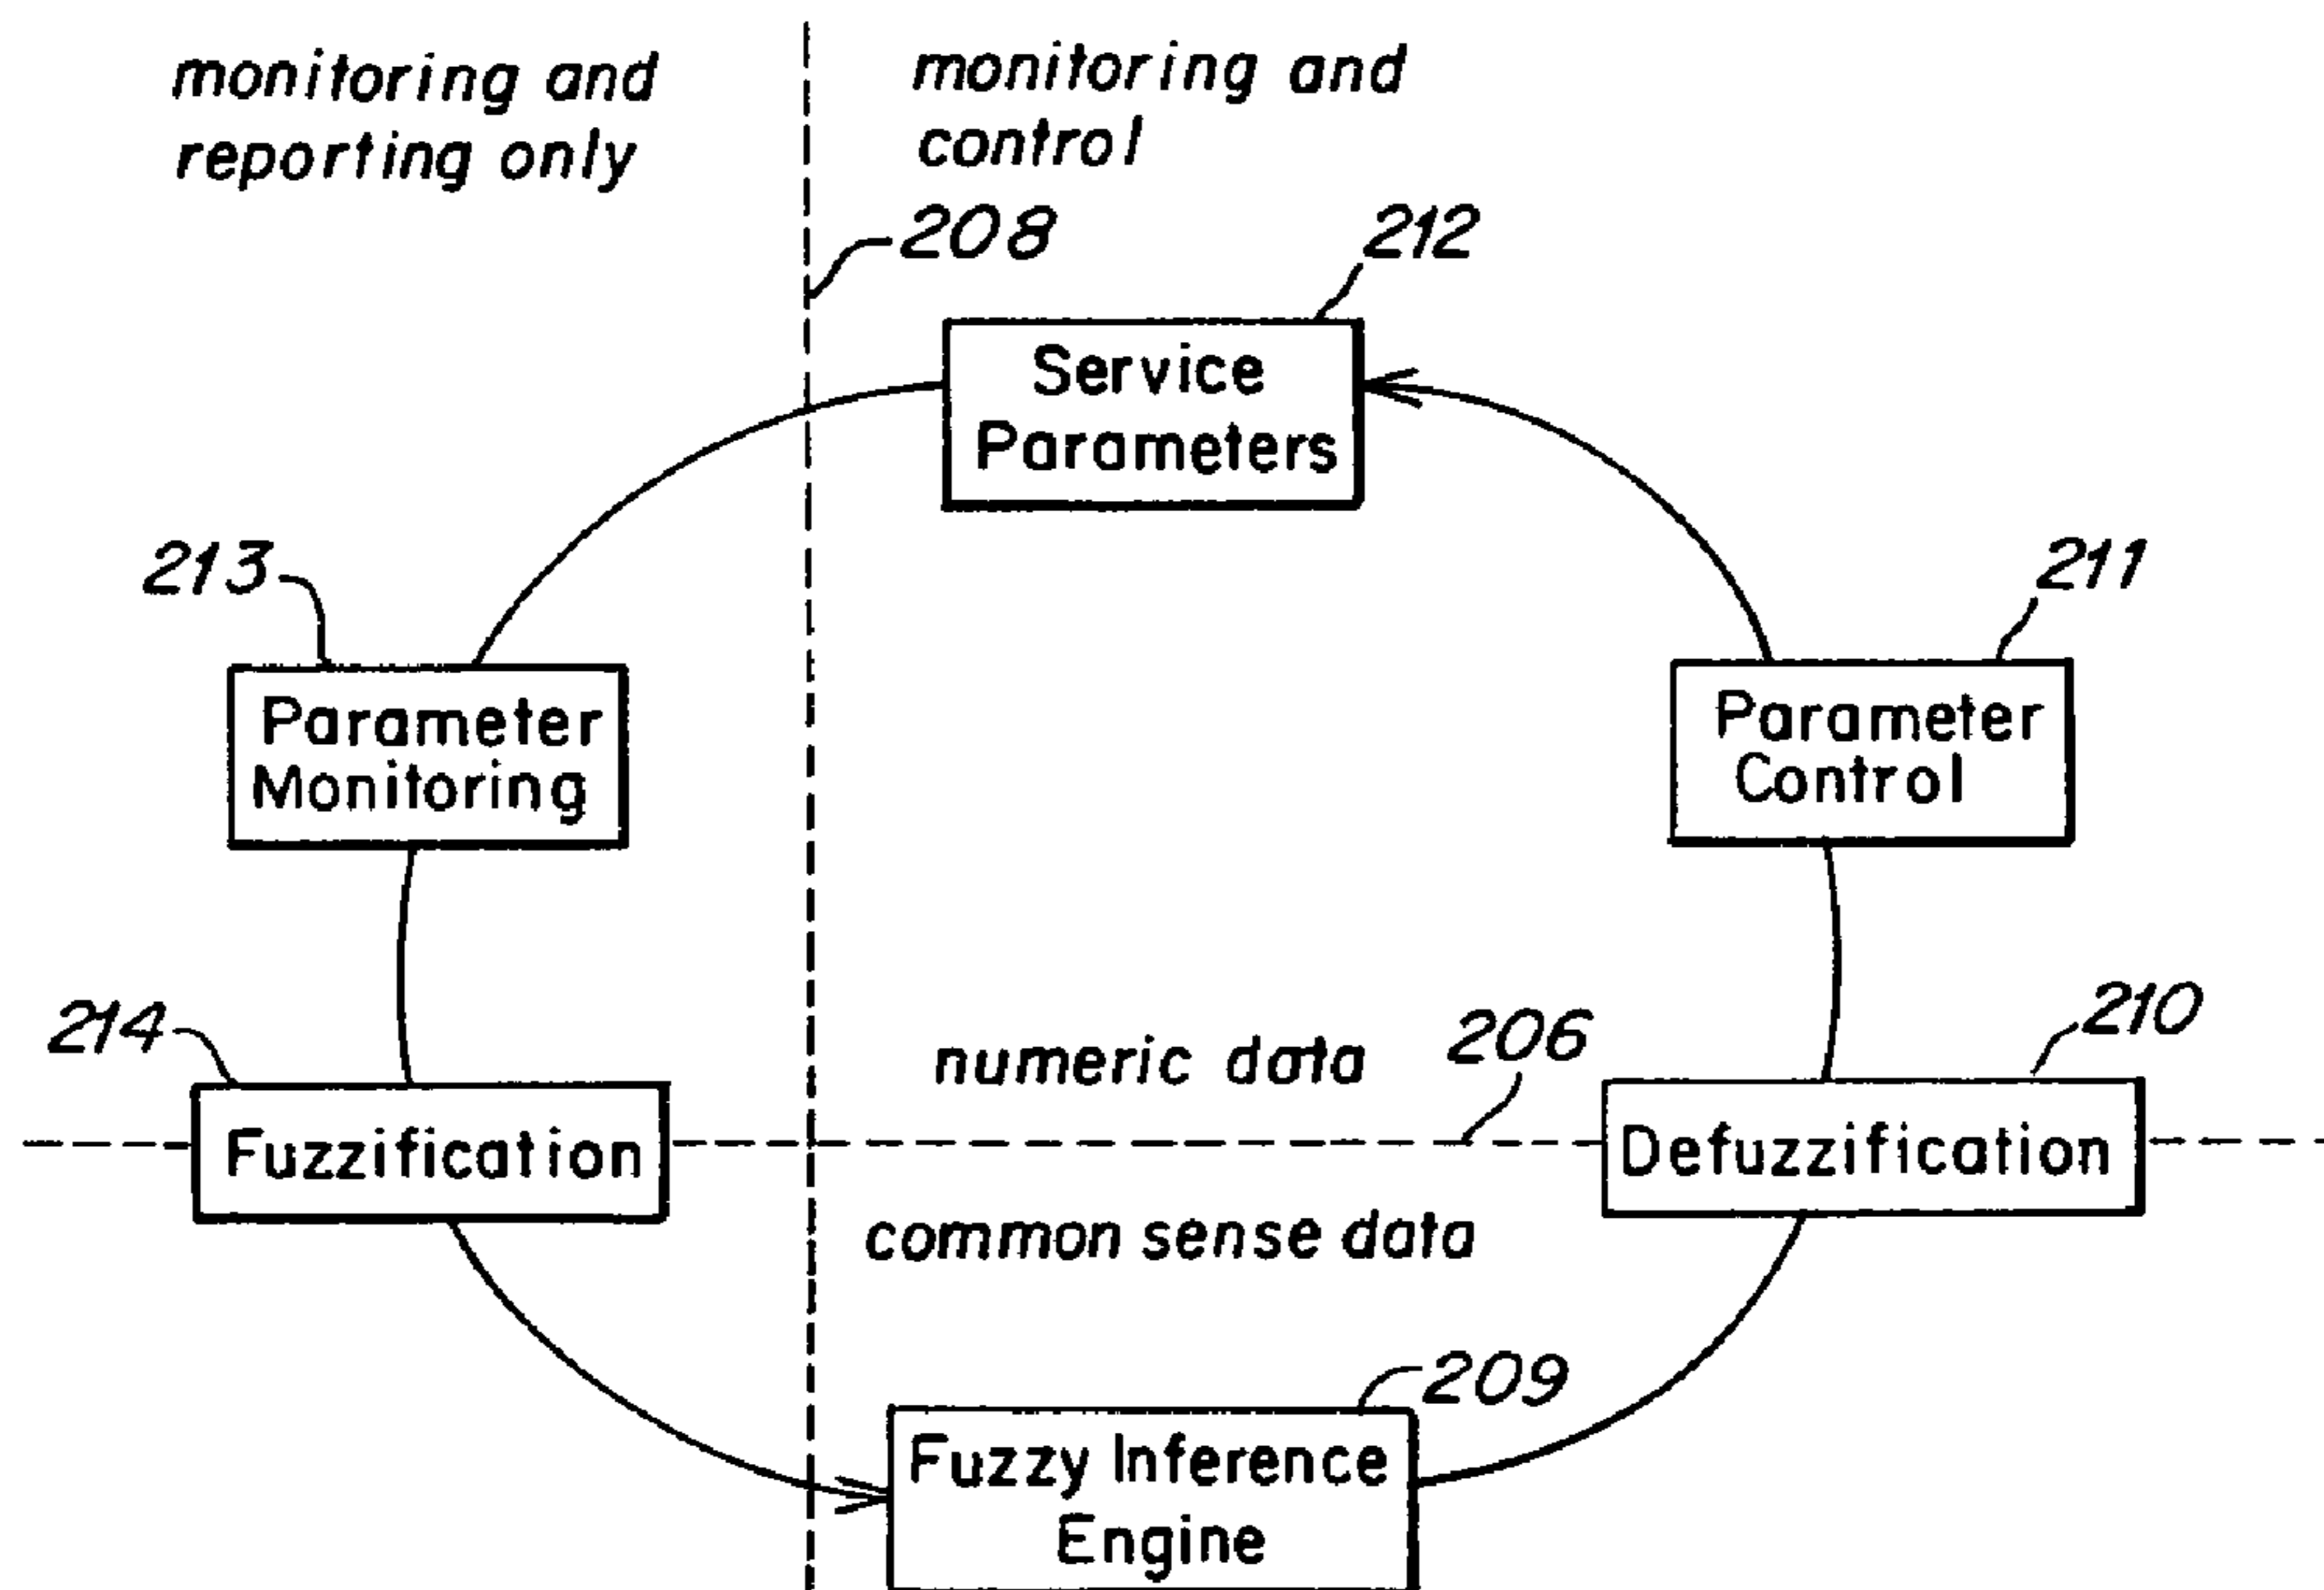 monitoring and
reporting only
monitoring and
control
208
212
Service
Parameters
213
211
Parameter
Monitoring
Parameter
Control
214
numeric data
206
210
Fuzzification
Defuzzification
common sense data
209
Fuzzy Inference
Engine